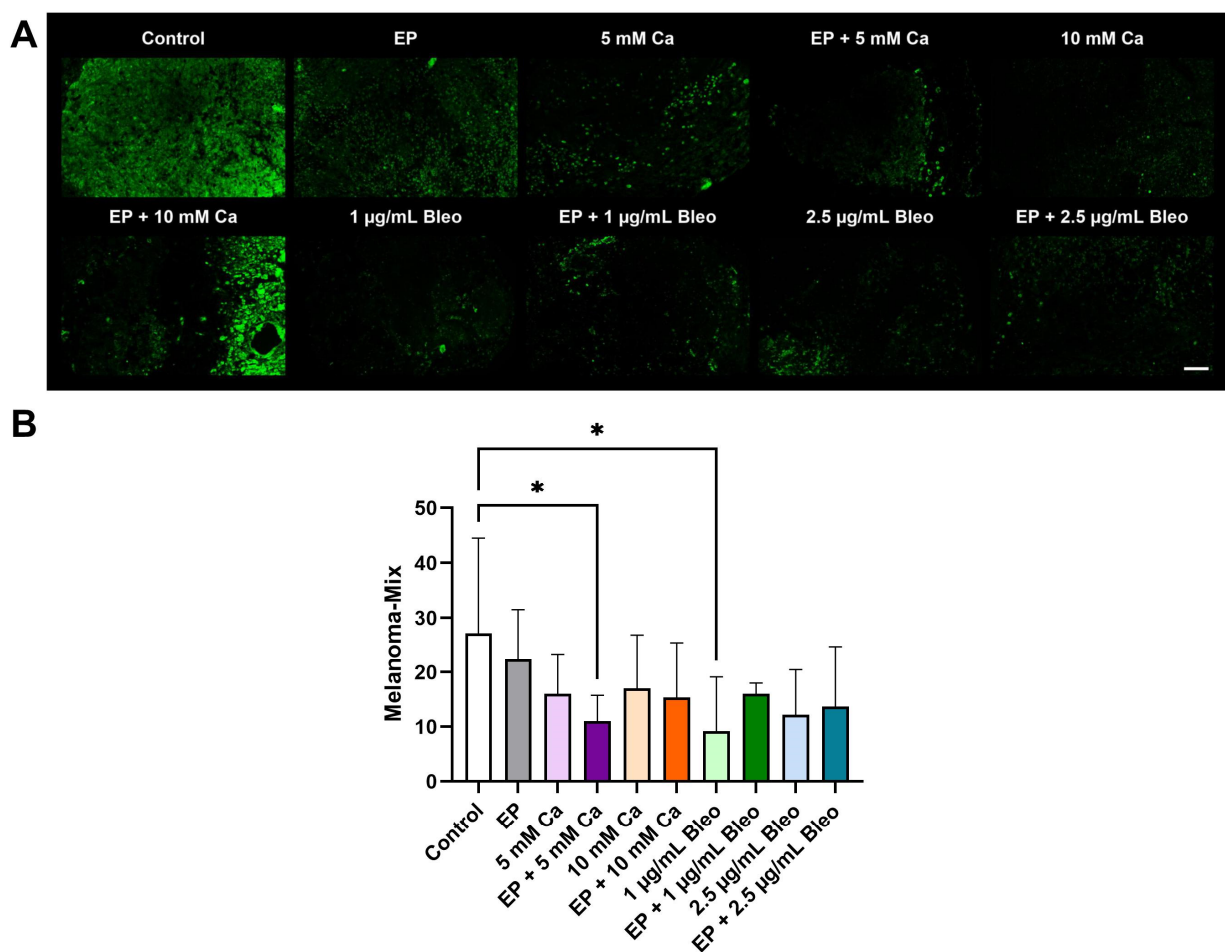 A
Control EP 5 mM Ca EP + 5 mM Ca 10 mM Ca
EP + 10 mM Ca 1 µg/mL Bleo EP + 1 µg/mL Bleo 2.5 µg/mL Bleo EP + 2.5 µg/mL Bleo
B
*
*
Melanoma-Mix
50
40
30
20
10
0
Control
EP
5 mM Ca
EP + 5 mM Ca
10 mM Ca
EP + 10 mM Ca
1 µg/mL Bleo
EP + 1 µg/mL Bleo
2.5 µg/mL Bleo
EP + 2.5 µg/mL Bleo